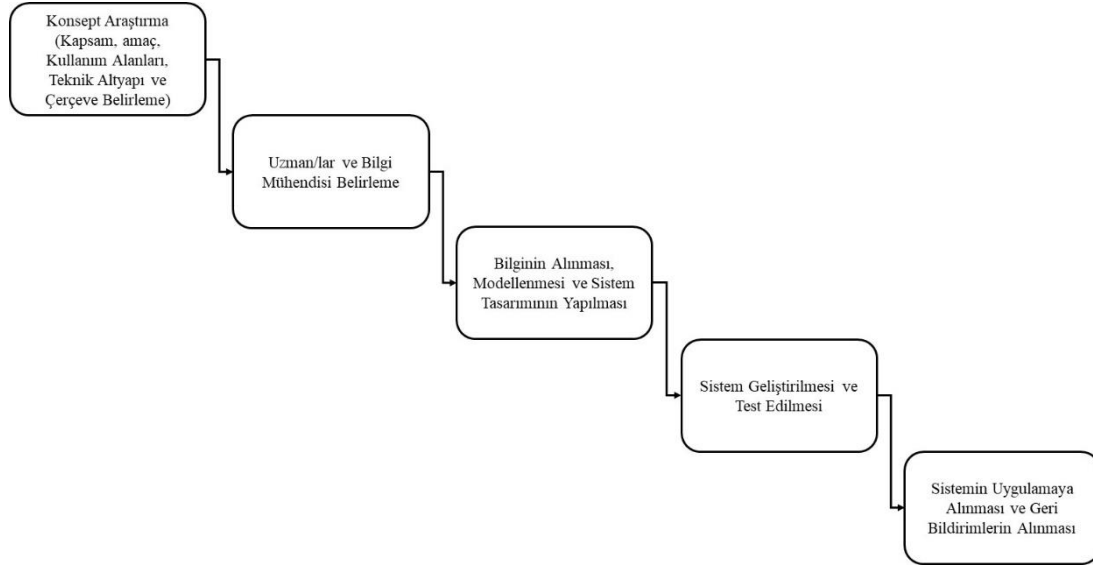 Konsept Araştırma
(Kapsam, amaç,
Kullanım Alanları,
Teknik Altyapı ve
Çerçeve Belirleme)
Uzman/lar ve Bilgi
Mühendisi Belirleme
Bilginin Alınması,
Modellenmesi ve Sistem
Tasarımının Yapılması
Sistem Geliştirilmesi ve
Test Edilmesi
Sistemin Uygulamaya
Alınması ve Geri
Bildirimlerin Alınması